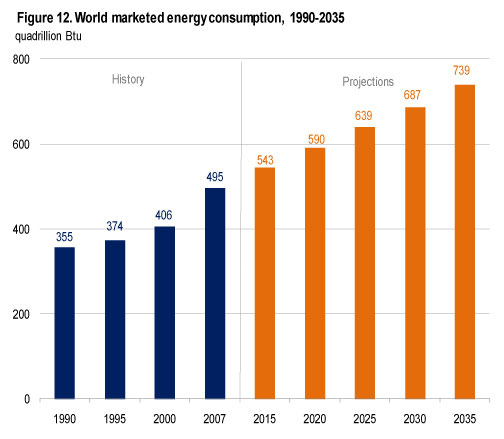 Figure 12. World marketed energy consumption, 1990-2035
quadrillion Btu
800
History
Projections
739
687
639
600
590
543
495
406
400
374
355
200
0
1990 1995 2000 2007 2015 2020 2025 2030 2035